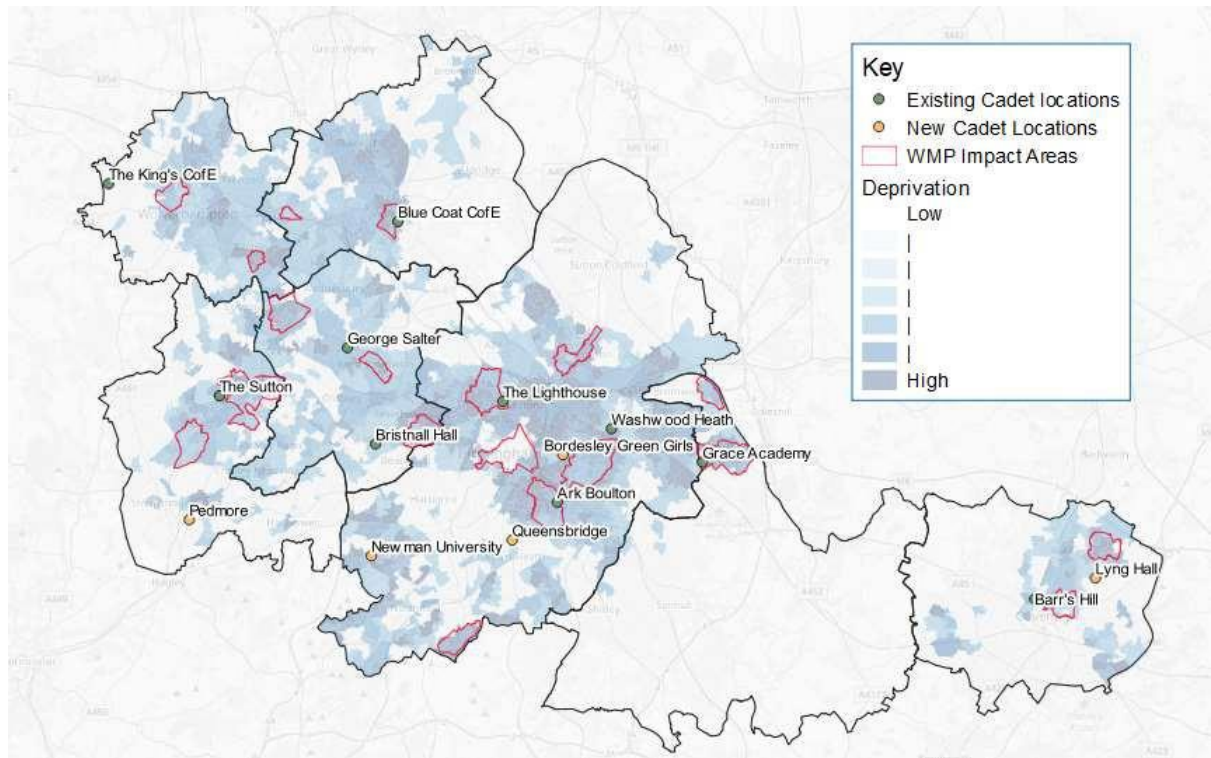 Key
Existing Cadet locations
New Cadet Locations
WMP Impact Areas
Deprivation
Low
High
The King's CofE
Blue Coat CofE
George Salter
The Sutton
The Lighthouse
Washwood Heath
Bristnall Hall
Bordesley Green Girls
Grace Academy
Ark Boulton
Pedmore
Queensbridge
Newman University
Lyng Hall
Barr's Hill